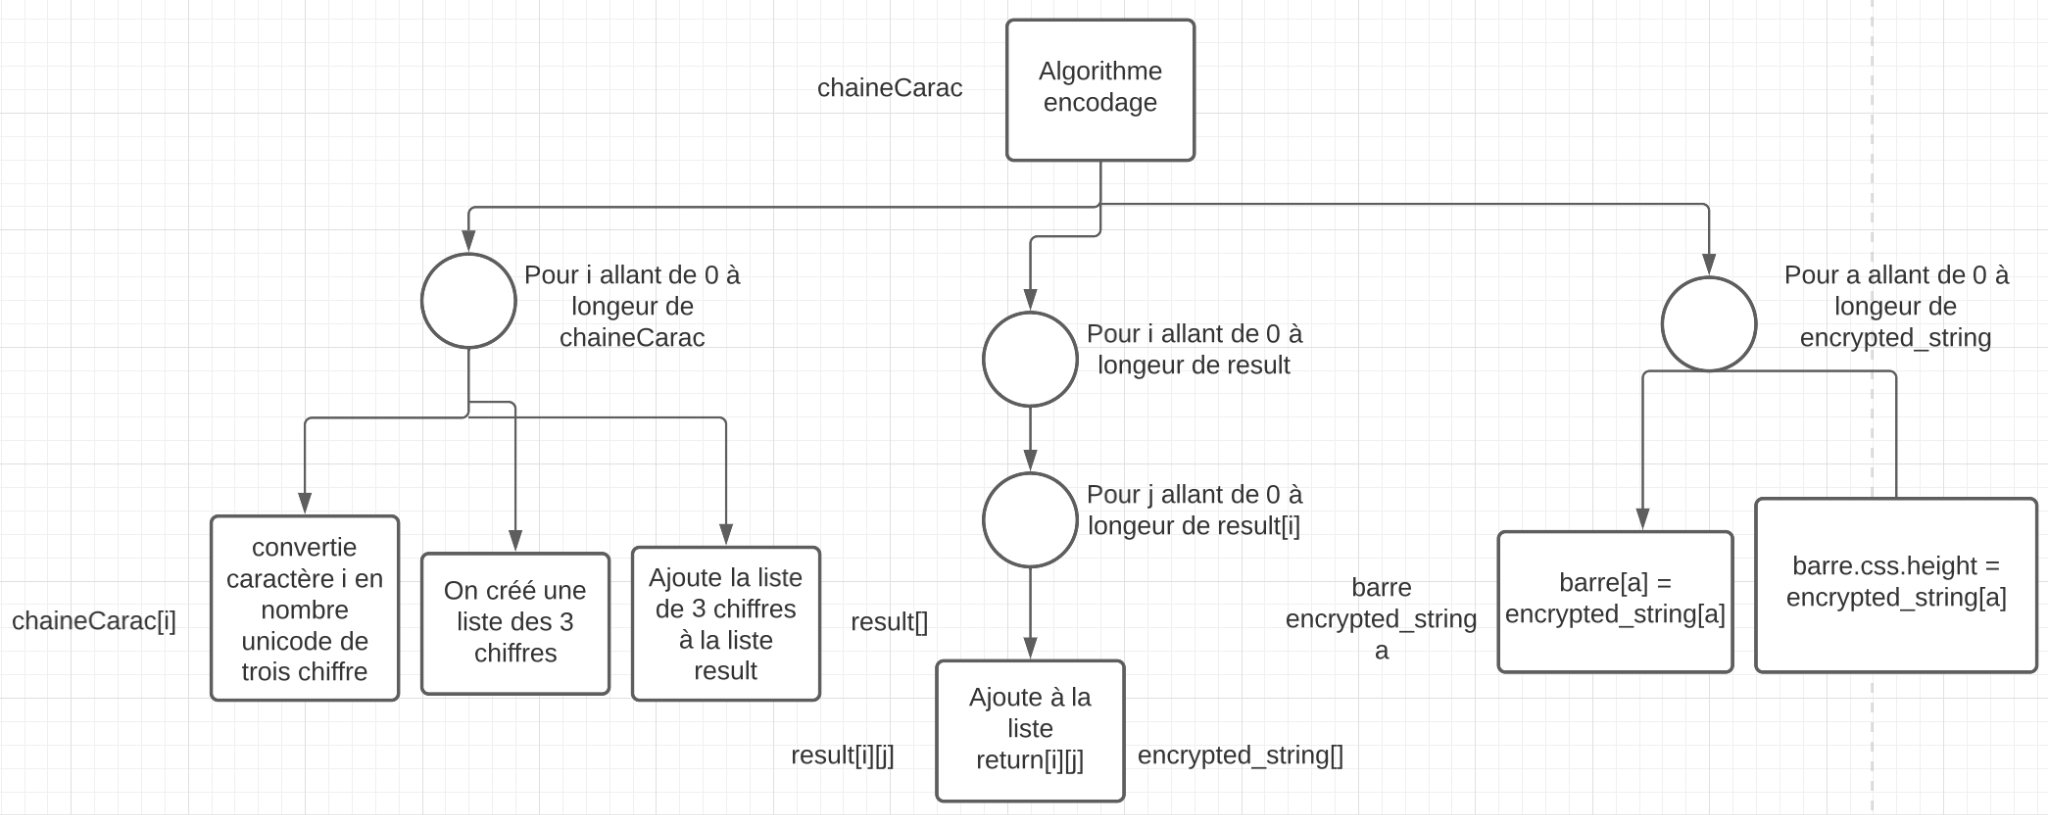 chaineCarac
Algorithme
encodage
Pour i allant de 0 à
longeur de
chaineCarac
Pour i allant de 0 à
longeur de result
Pour a allant de 0 à
longeur de
encrypted_string
Pour j allant de 0 à
longeur de result[i]
chaineCarac[i]
convertie
caractère i en
nombre
unicode de
trois chiffre
On créé une
liste des 3
chiffres
Ajoute la liste
de 3 chiffres
à la liste
result
result[]
result[i][j]
Ajoute à la
liste
return[i][j]
encrypted_string[]
barre
encrypted_string
a
barre[a] =
encrypted_string[a]
barre.css.height =
encrypted_string[a]